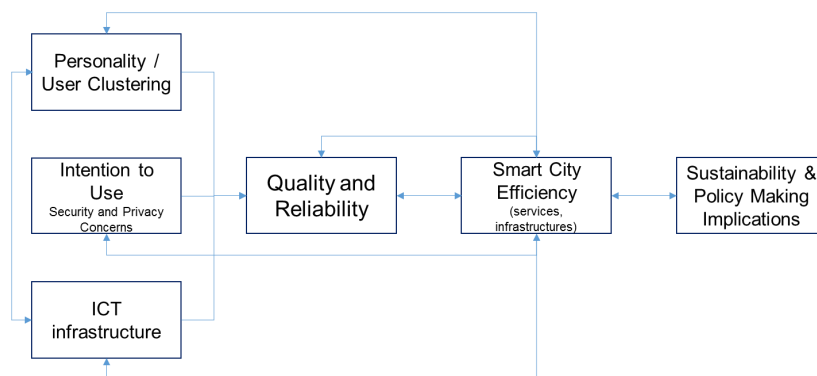 Personality /
User Clustering
Intention to
Use
Security and Privacy
Concerns
ICT
infrastructure
Quality and
Reliability
Smart City
Efficiency
(services,
infrastructures)
Sustainability &
Policy Making
Implications